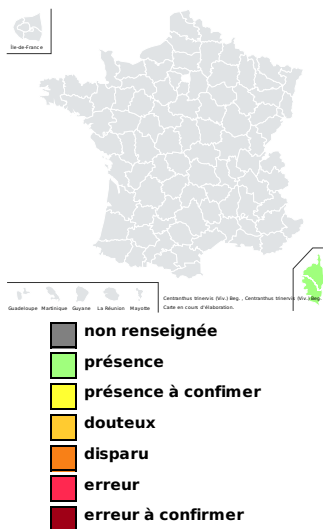 Île-de-France
Guadeloupe Martinique Guyane La Réunion Mayotte
Centranthus trinervis (Viv.) Beg. , Centranthus trinervis (Viv.) Beg.
Carte en cours d'élaboration.
non renseignée
présence
présence à confimer
douteux
disparu
erreur
erreur à confirmer